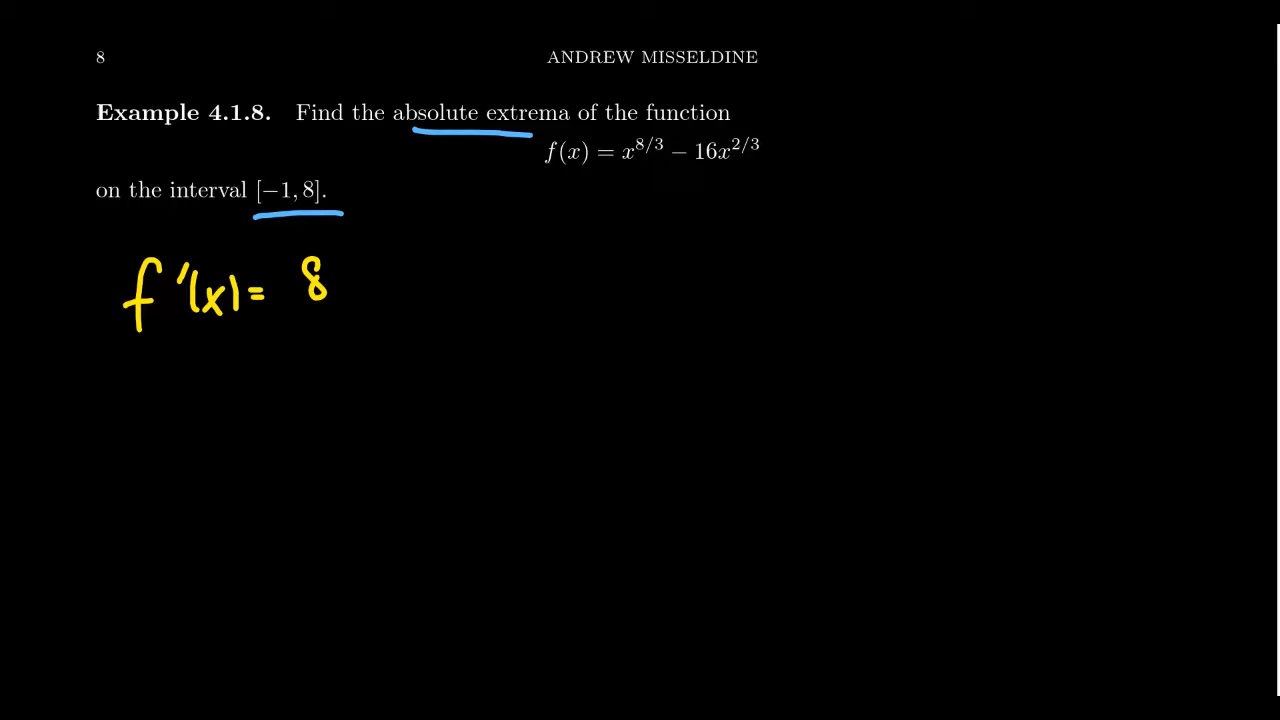 8 ANDREW MISSELDINE
Example 4.1.8. Find the absolute extrema of the function
f(x) = x^{8/3} − 16x^{2/3}
on the interval [−1, 8].
f'(x) = 8